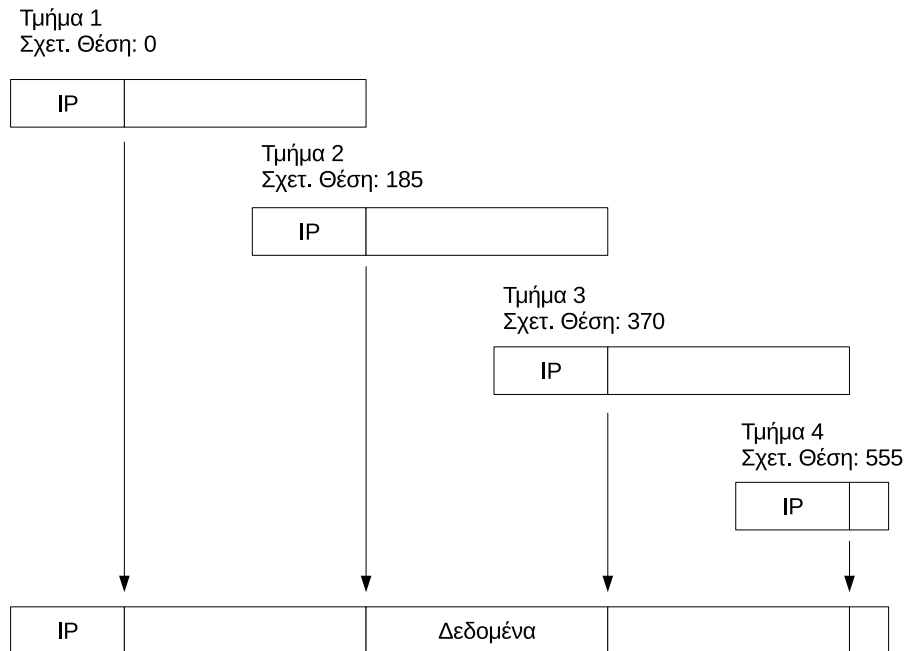 Τμήμα 1
Σχετ. Θέση: 0
IP
Τμήμα 2
Σχετ. Θέση: 185
IP
Τμήμα 3
Σχετ. Θέση: 370
IP
Τμήμα 4
Σχετ. Θέση: 555
IP
IP
Δεδομένα